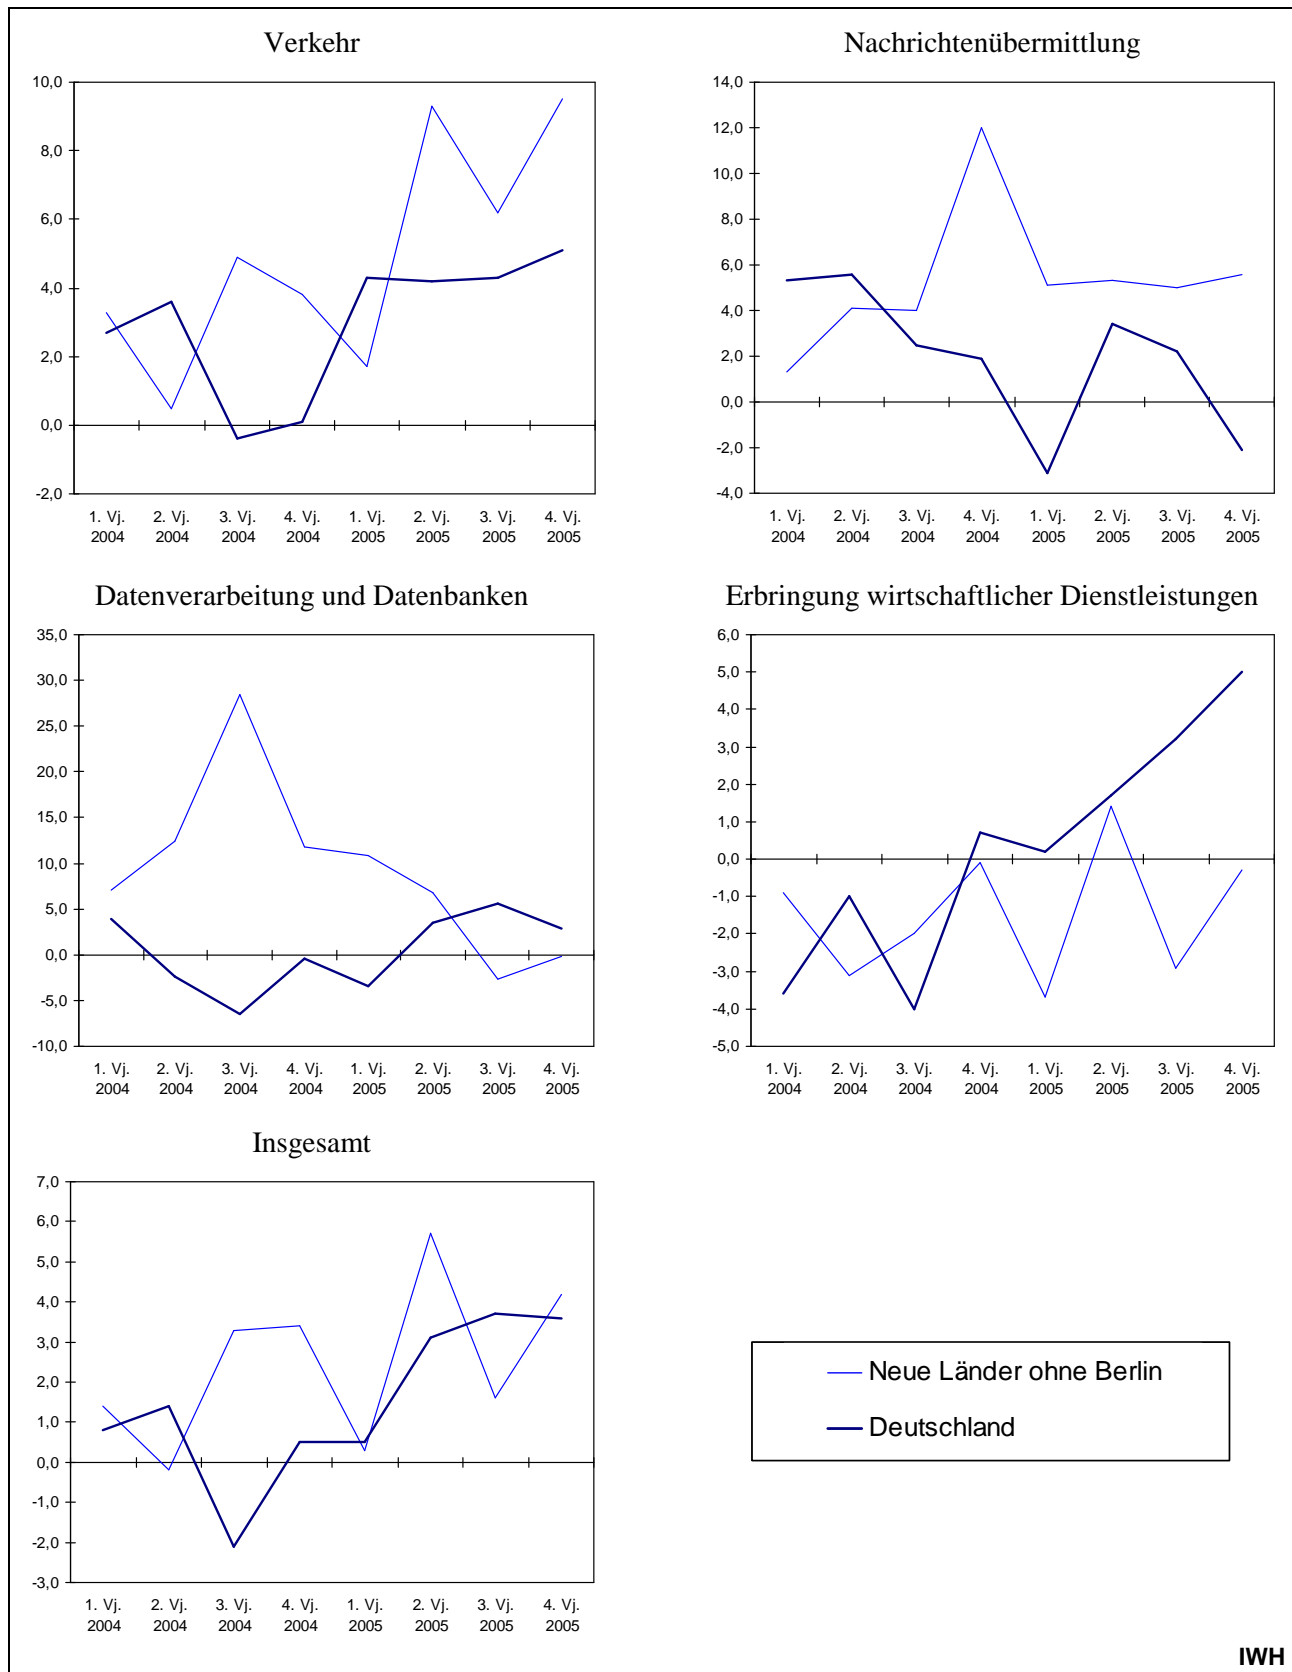 Verkehr
10,0
8,0
6,0
4,0
2,0
0,0
-2,0
1. Vj. 2. Vj. 3. Vj. 4. Vj. 1. Vj. 2. Vj. 3. Vj. 4. Vj.
2004 2004 2004 2004 2005 2005 2005 2005
Nachrichtenübermittlung
14,0
12,0
10,0
8,0
6,0
4,0
2,0
0,0
-2,0
-4,0
1. Vj. 2. Vj. 3. Vj. 4. Vj. 1. Vj. 2. Vj. 3. Vj. 4. Vj.
2004 2004 2004 2004 2005 2005 2005 2005
Datenverarbeitung und Datenbanken
35,0
30,0
25,0
20,0
15,0
10,0
5,0
0,0
-5,0
-10,0
1. Vj. 2. Vj. 3. Vj. 4. Vj. 1. Vj. 2. Vj. 3. Vj. 4. Vj.
2004 2004 2004 2004 2005 2005 2005 2005
Erbringung wirtschaftlicher Dienstleistungen
6,0
5,0
4,0
3,0
2,0
1,0
0,0
-1,0
-2,0
-3,0
-4,0
-5,0
1. Vj. 2. Vj. 3. Vj. 4. Vj. 1. Vj. 2. Vj. 3. Vj. 4. Vj.
2004 2004 2004 2004 2005 2005 2005 2005
Insgesamt
7,0
6,0
5,0
4,0
3,0
2,0
1,0
0,0
-1,0
-2,0
-3,0
1. Vj. 2. Vj. 3. Vj. 4. Vj. 1. Vj. 2. Vj. 3. Vj. 4. Vj.
2004 2004 2004 2004 2005 2005 2005 2005
Neue Länder ohne Berlin
Deutschland
IWH